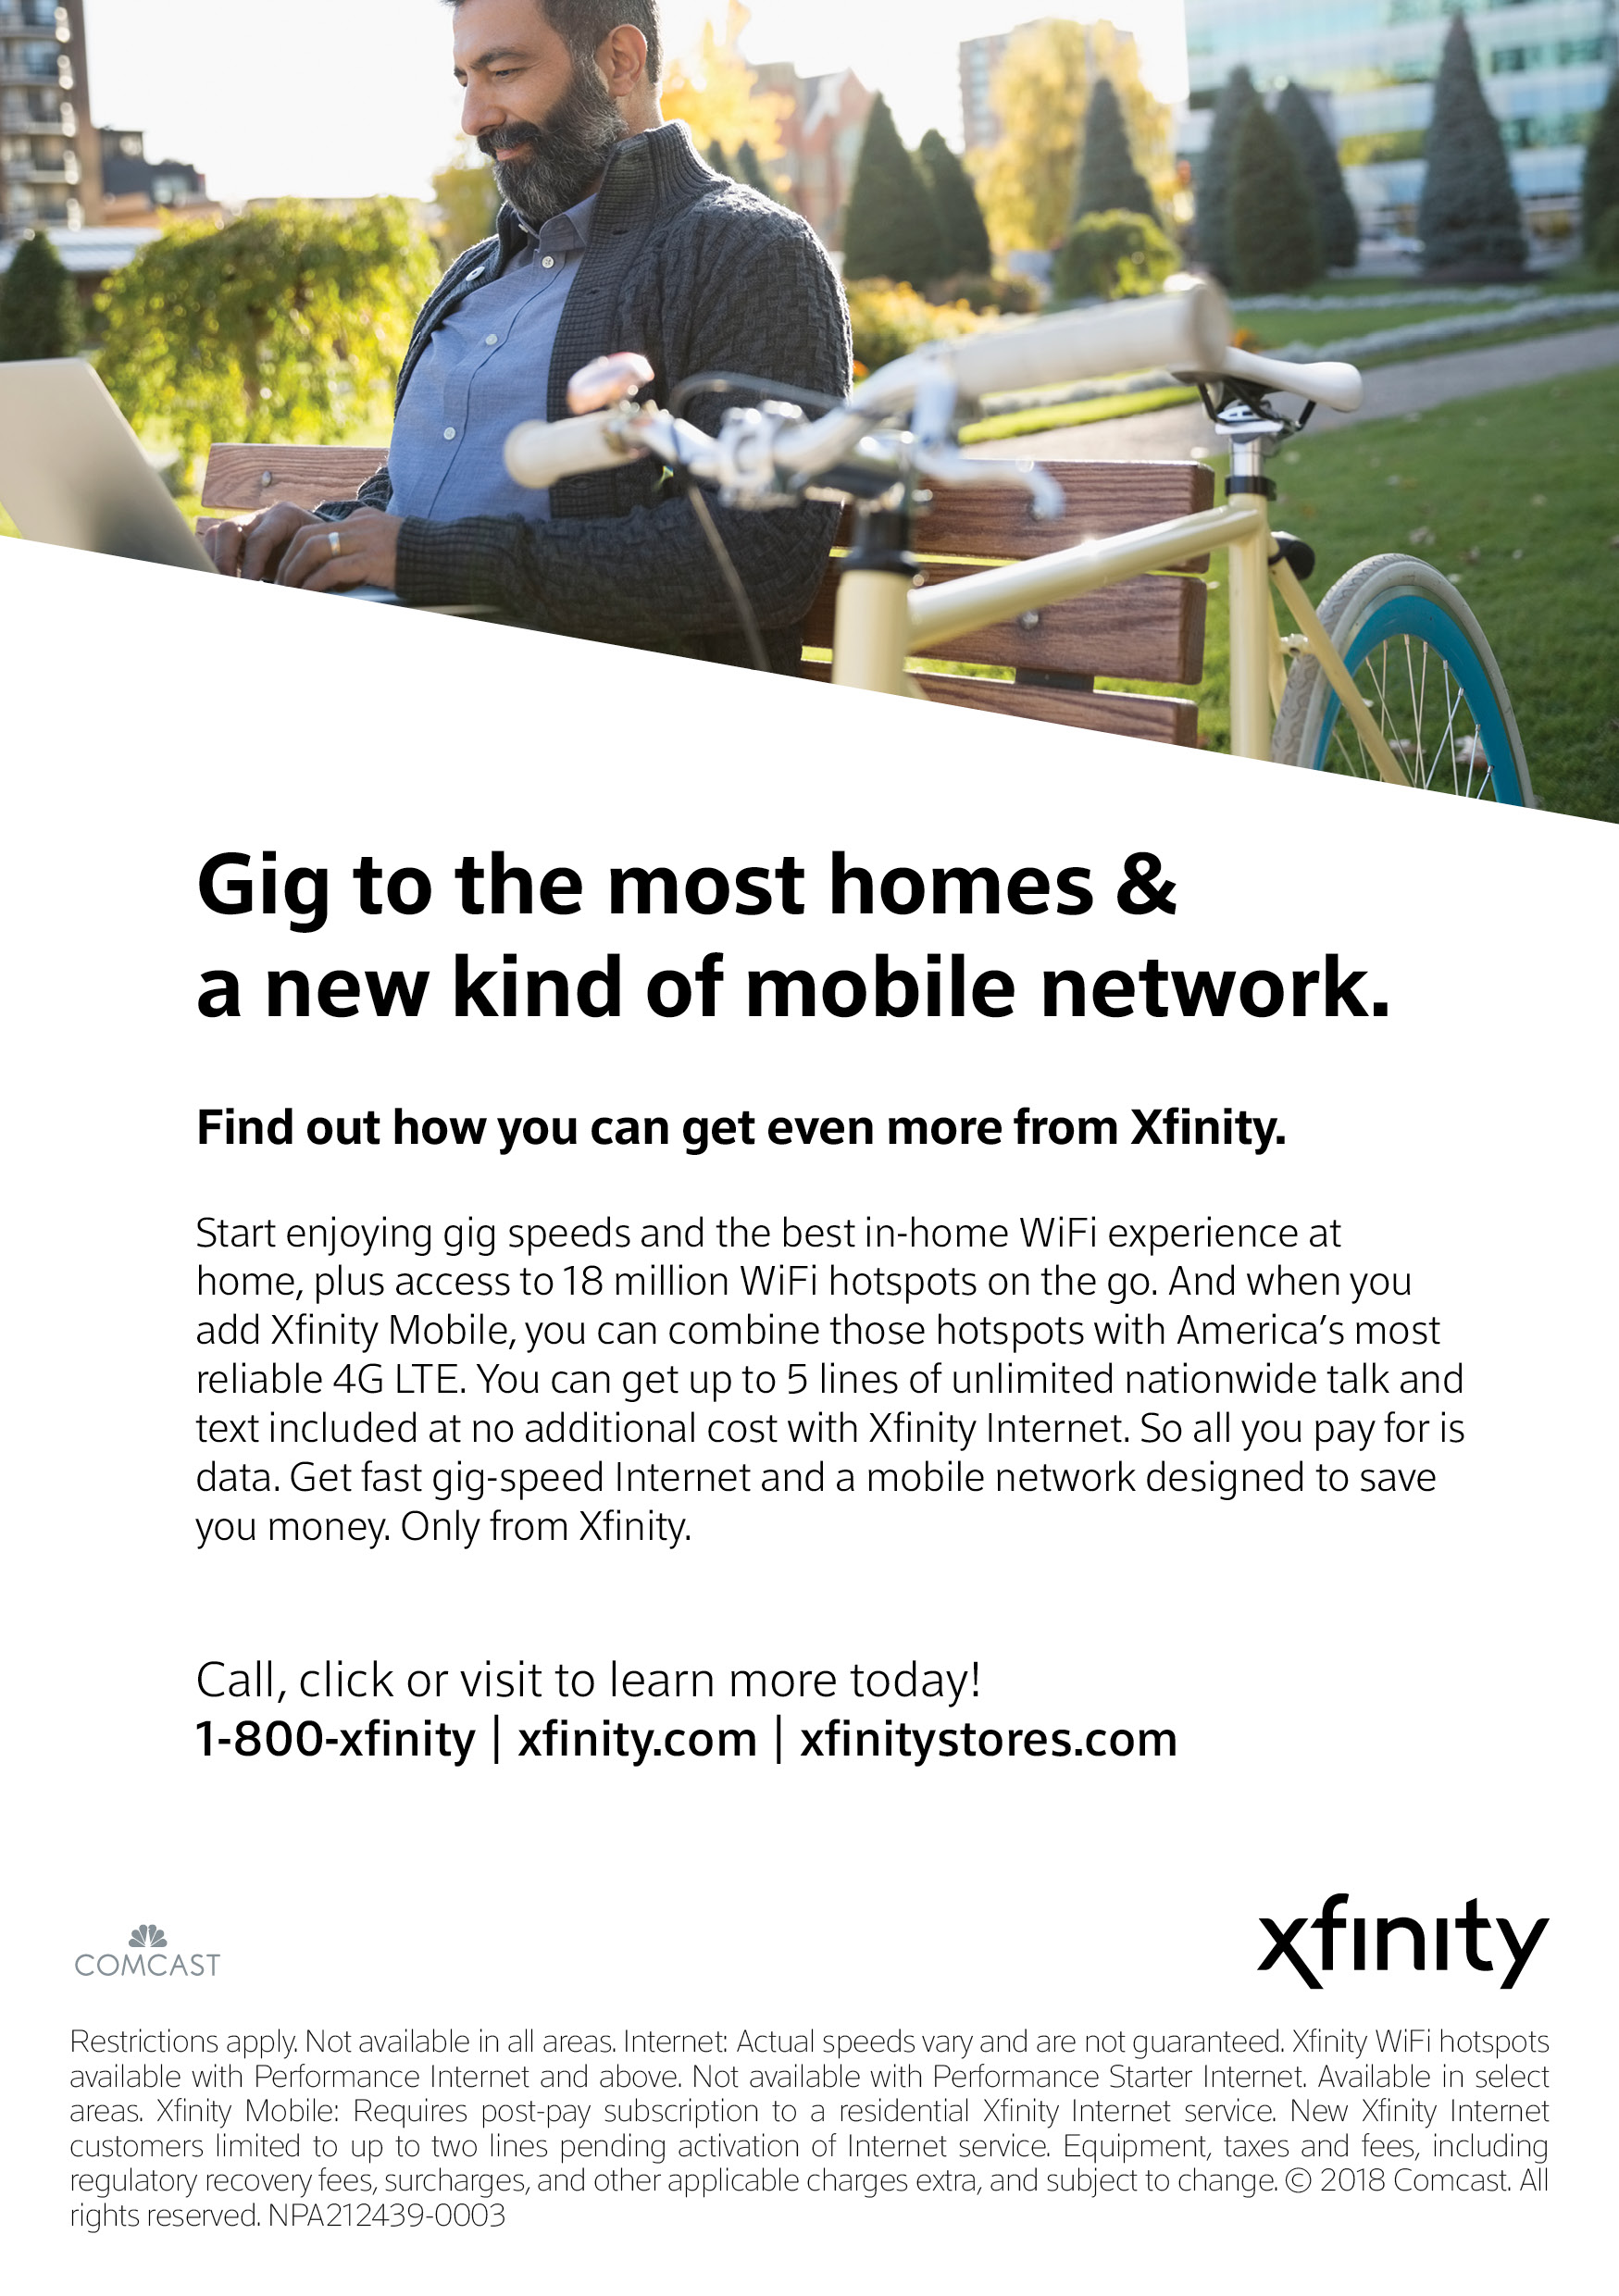 Gig to the most homes &
a new kind of mobile network.
Find out how you can get even more from Xfinity.
Start enjoying gig speeds and the best in-home WiFi experience at
home, plus access to 18 million WiFi hotspots on the go. And when you
add Xfinity Mobile, you can combine those hotspots with America’s most
reliable 4G LTE. You can get up to 5 lines of unlimited nationwide talk and
text included at no additional cost with Xfinity Internet. So all you pay for is
data. Get fast gig-speed Internet and a mobile network designed to save
you money. Only from Xfinity.
Call, click or visit to learn more today!
1-800-xfinity | xfinity.com | xfinitystores.com
COMCAST
xfinity
Restrictions apply. Not available in all areas. Internet: Actual speeds vary and are not guaranteed. Xfinity WiFi hotspots
available with Performance Internet and above. Not available with Performance Starter Internet. Available in select
areas. Xfinity Mobile: Requires post-pay subscription to a residential Xfinity Internet service. New Xfinity Internet
customers limited to up to two lines pending activation of Internet service. Equipment, taxes and fees, including
regulatory recovery fees, surcharges, and other applicable charges extra, and subject to change. © 2018 Comcast. All
rights reserved. NPA212439-0003